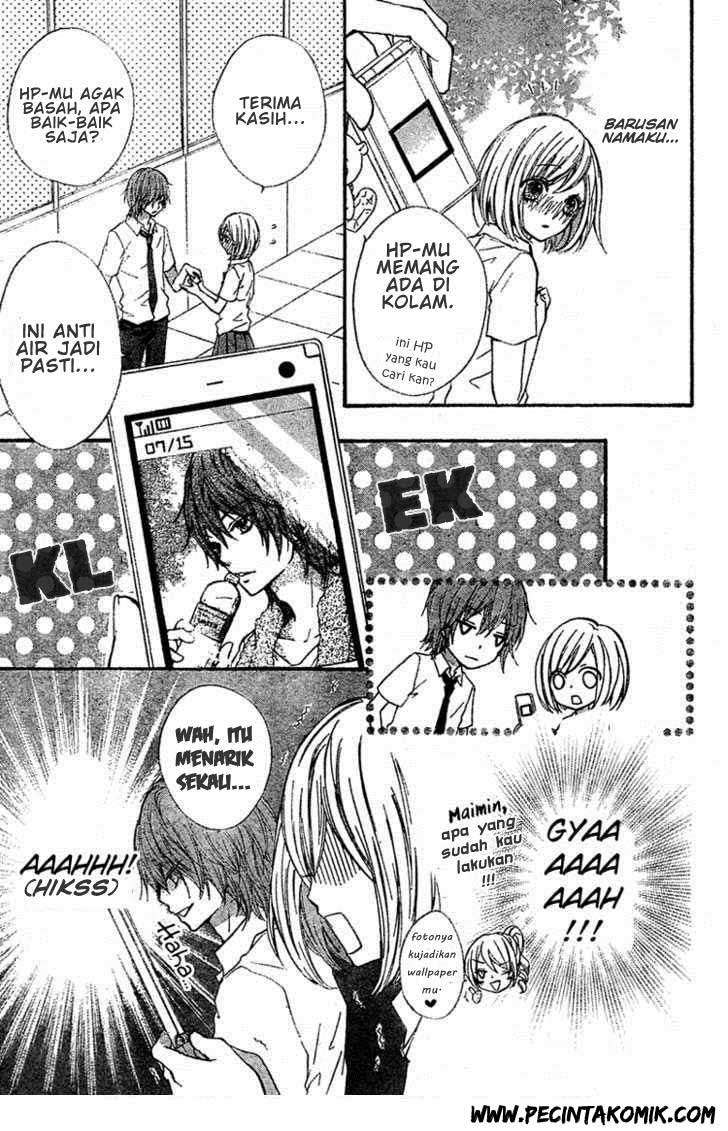 BARUSAN
NAMAKU...
HP-MU
MEMANG
ADA DI
KOLAM.
ini HP
yang kau
cari kan?
TERIMA
KASIH...
HP-MU AGAK
BASAH, APA
BAIK-BAIK
SAJA?
INI ANTI
AIR JADI
PASTI...
07/15
KL
EK
GYAA
AAAA
AAAH
!!!
Maimin,
apa yang
sudah kau
lakukan
!!!
fotonya
kujadikan
wallpaper
mu.
WAH, ITU
MENARIK
SEKALI...
Haha...
AAAHHH!
(HIKSS)
WWW.PECINTAKOMIK.COM